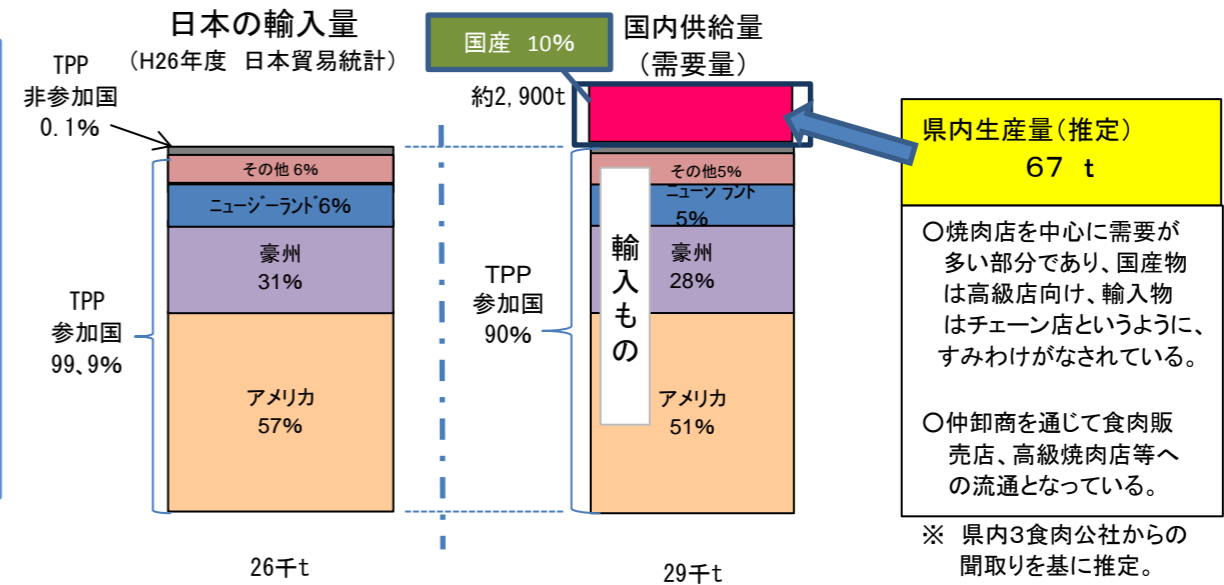 日本の輸入量
（H26年度 日本貿易統計）
TPP
非参加国
0.1%
その他 6%
ニュージーランド6%
豪州
31%
アメリカ
57%
TPP
参加国
99、9%
26千t
国産 10%
国内供給量
（需要量）
約2,900t
その他5%
ニューソ ランド
5%
豪州
28%
アメリカ
51%
輸入もの
TPP
参加国
90%
29千t
県内生産量（推定）
67 t
○焼肉店を中心に需要が
多い部分であり、国産物
は高級店向け、輸入物
はチェーン店というように、
すみわけがなされている。
○仲卸商を通じて食肉販
売店、高級焼肉店等へ
の流通となっている。
※ 県内3食肉公社からの
聞取りを基に推定。